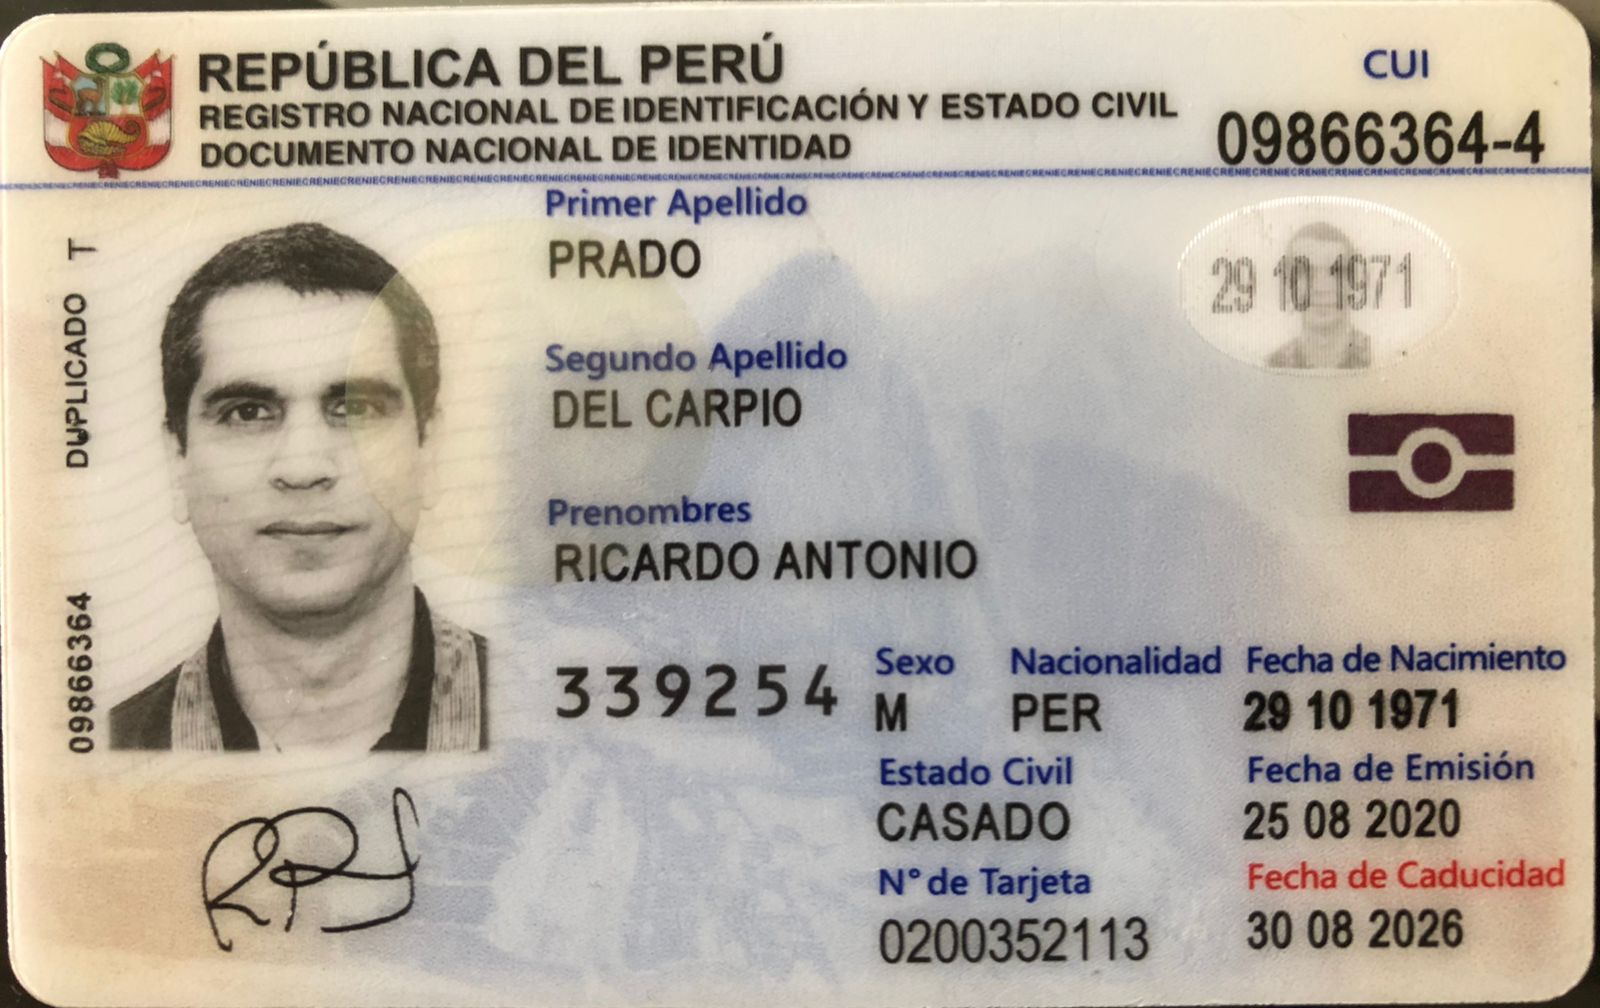 REPÚBLICA DEL PERÚ
REGISTRO NACIONAL DE IDENTIFICACIÓN Y ESTADO CIVIL
DOCUMENTO NACIONAL DE IDENTIDAD
CUI
09866364-4
DUPLICADO T
09866364
Primer Apellido
PRADO
29 10 1971
Segundo Apellido
DEL CARPIO
Prenombres
RICARDO ANTONIO
339254
Sexo Nacionalidad Fecha de Nacimiento
M PER 29 10 1971
Estado Civil Fecha de Emisión
CASADO 25 08 2020
N° de Tarjeta Fecha de Caducidad
0200352113 30 08 2026